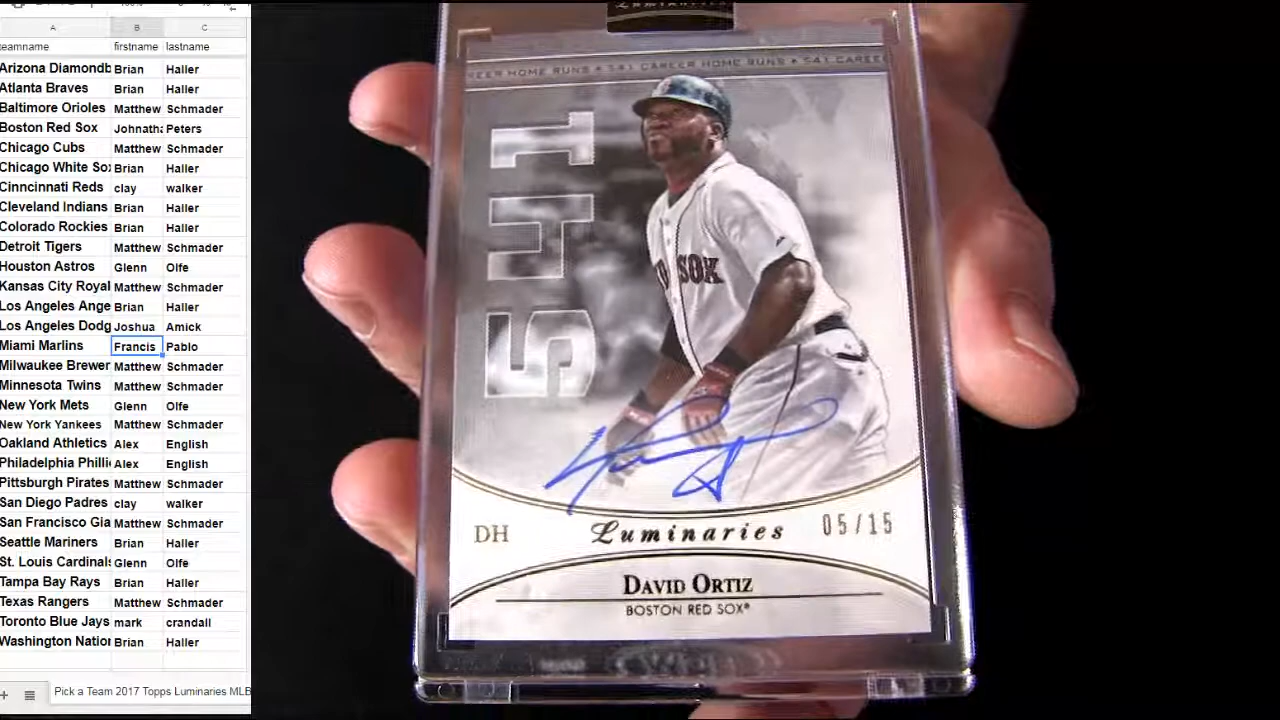 A B C
teamname firstname lastname
Arizona Diamondb Brian Haller
Atlanta Braves Brian Haller
Baltimore Orioles Matthew Schmader
Boston Red Sox Johnatha Peters
Chicago Cubs Matthew Schmader
Chicago White Sox Brian Haller
Cinncinnati Reds clay walker
Cleveland Indians Brian Haller
Colorado Rockies Brian Haller
Detroit Tigers Matthew Schmader
Houston Astros Glenn Olfe
Kansas City Royal Matthew Schmader
Los Angeles Ange Brian Haller
Los Angeles Dodg Joshua Amick
Miami Marlins Francis Pablo
Milwaukee Brewer Matthew Schmader
Minnesota Twins Matthew Schmader
New York Mets Glenn Olfe
New York Yankees Matthew Schmader
Oakland Athletics Alex English
Philadelphia Philli Alex English
Pittsburgh Pirates Matthew Schmader
San Diego Padres clay walker
San Francisco Gia Matthew Schmader
Seattle Mariners Brian Haller
St. Louis Cardinals Glenn Olfe
Tampa Bay Rays Brian Haller
Texas Rangers Matthew Schmader
Toronto Blue Jays mark crandall
Washington Nation Brian Haller
Pick a Team 2017 Topps Luminaries MLB
Luminaries
REER HOME RUNS • 541 CAREER HOME RUNS • 541 CAREE
541
SOX
DH Luminaries 05/15
DAVID ORTIZ
BOSTON RED SOX®